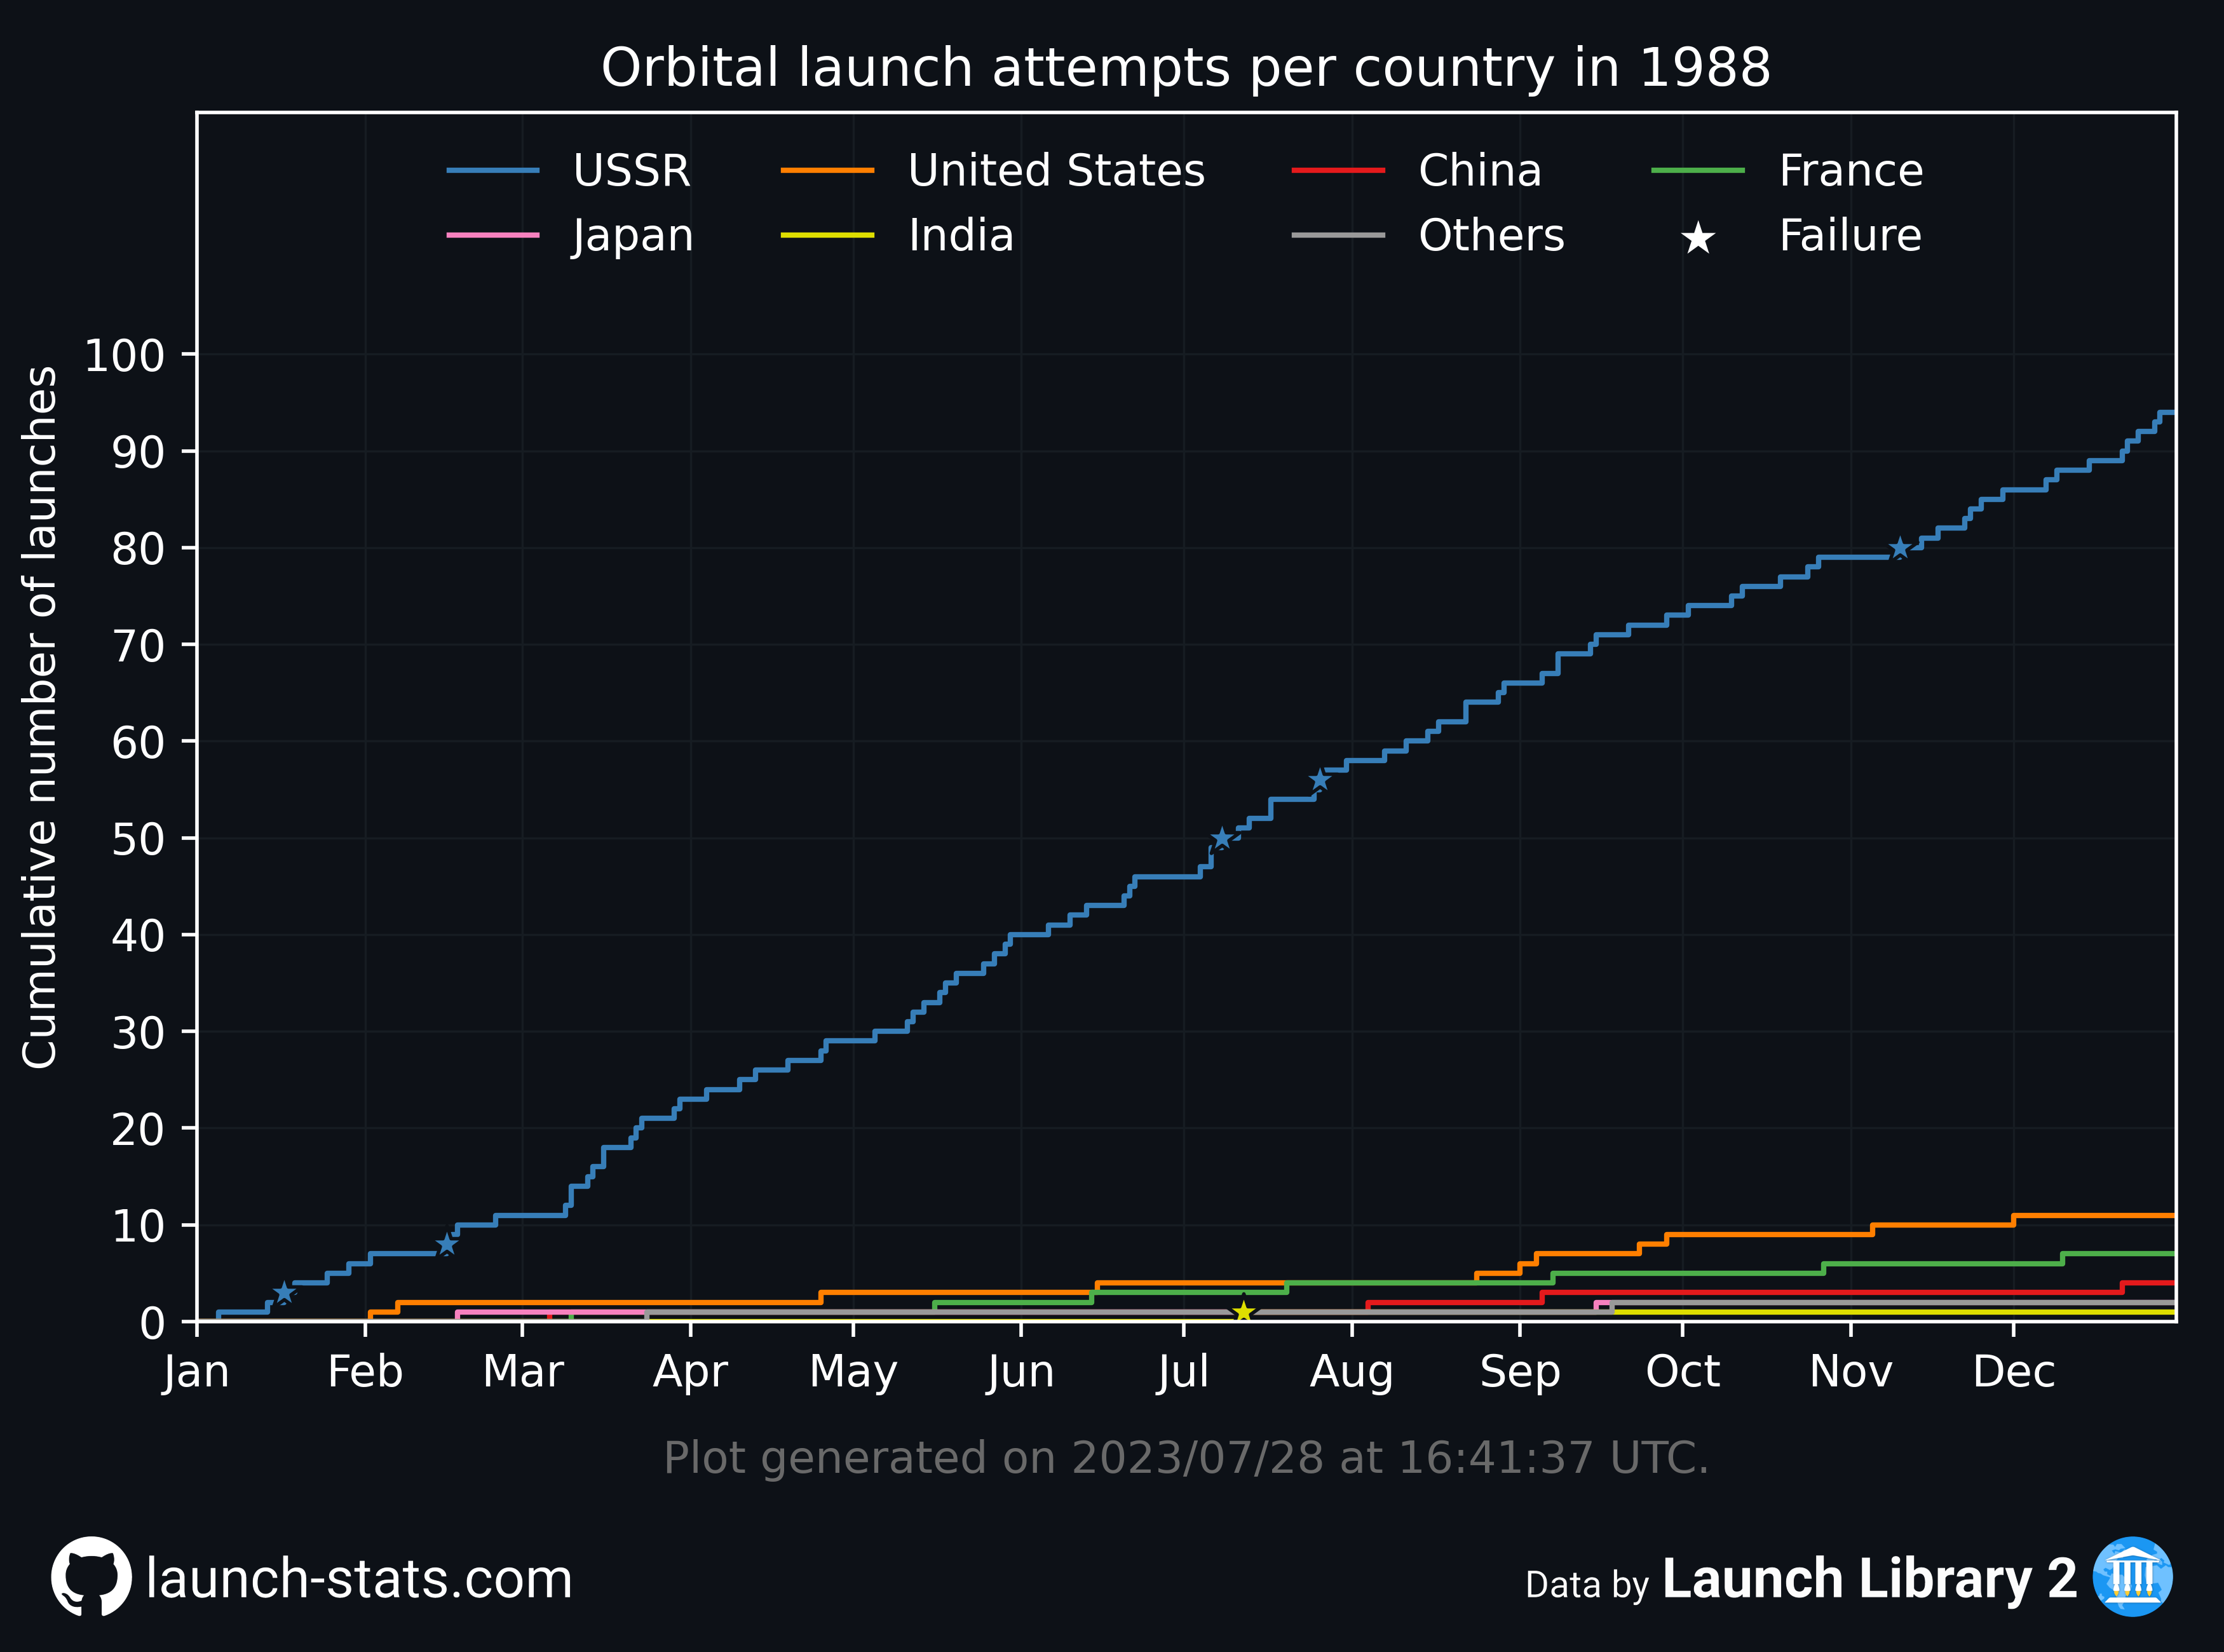 Orbital launch attempts per country in 1988
USSR United States China France
Japan India Others Failure
Cumulative number of launches
100
90
80
70
60
50
40
30
20
10
0
Jan Feb Mar Apr May Jun Jul Aug Sep Oct Nov Dec
Plot generated on 2023/07/28 at 16:41:37 UTC.
launch-stats.com
Data by Launch Library 2